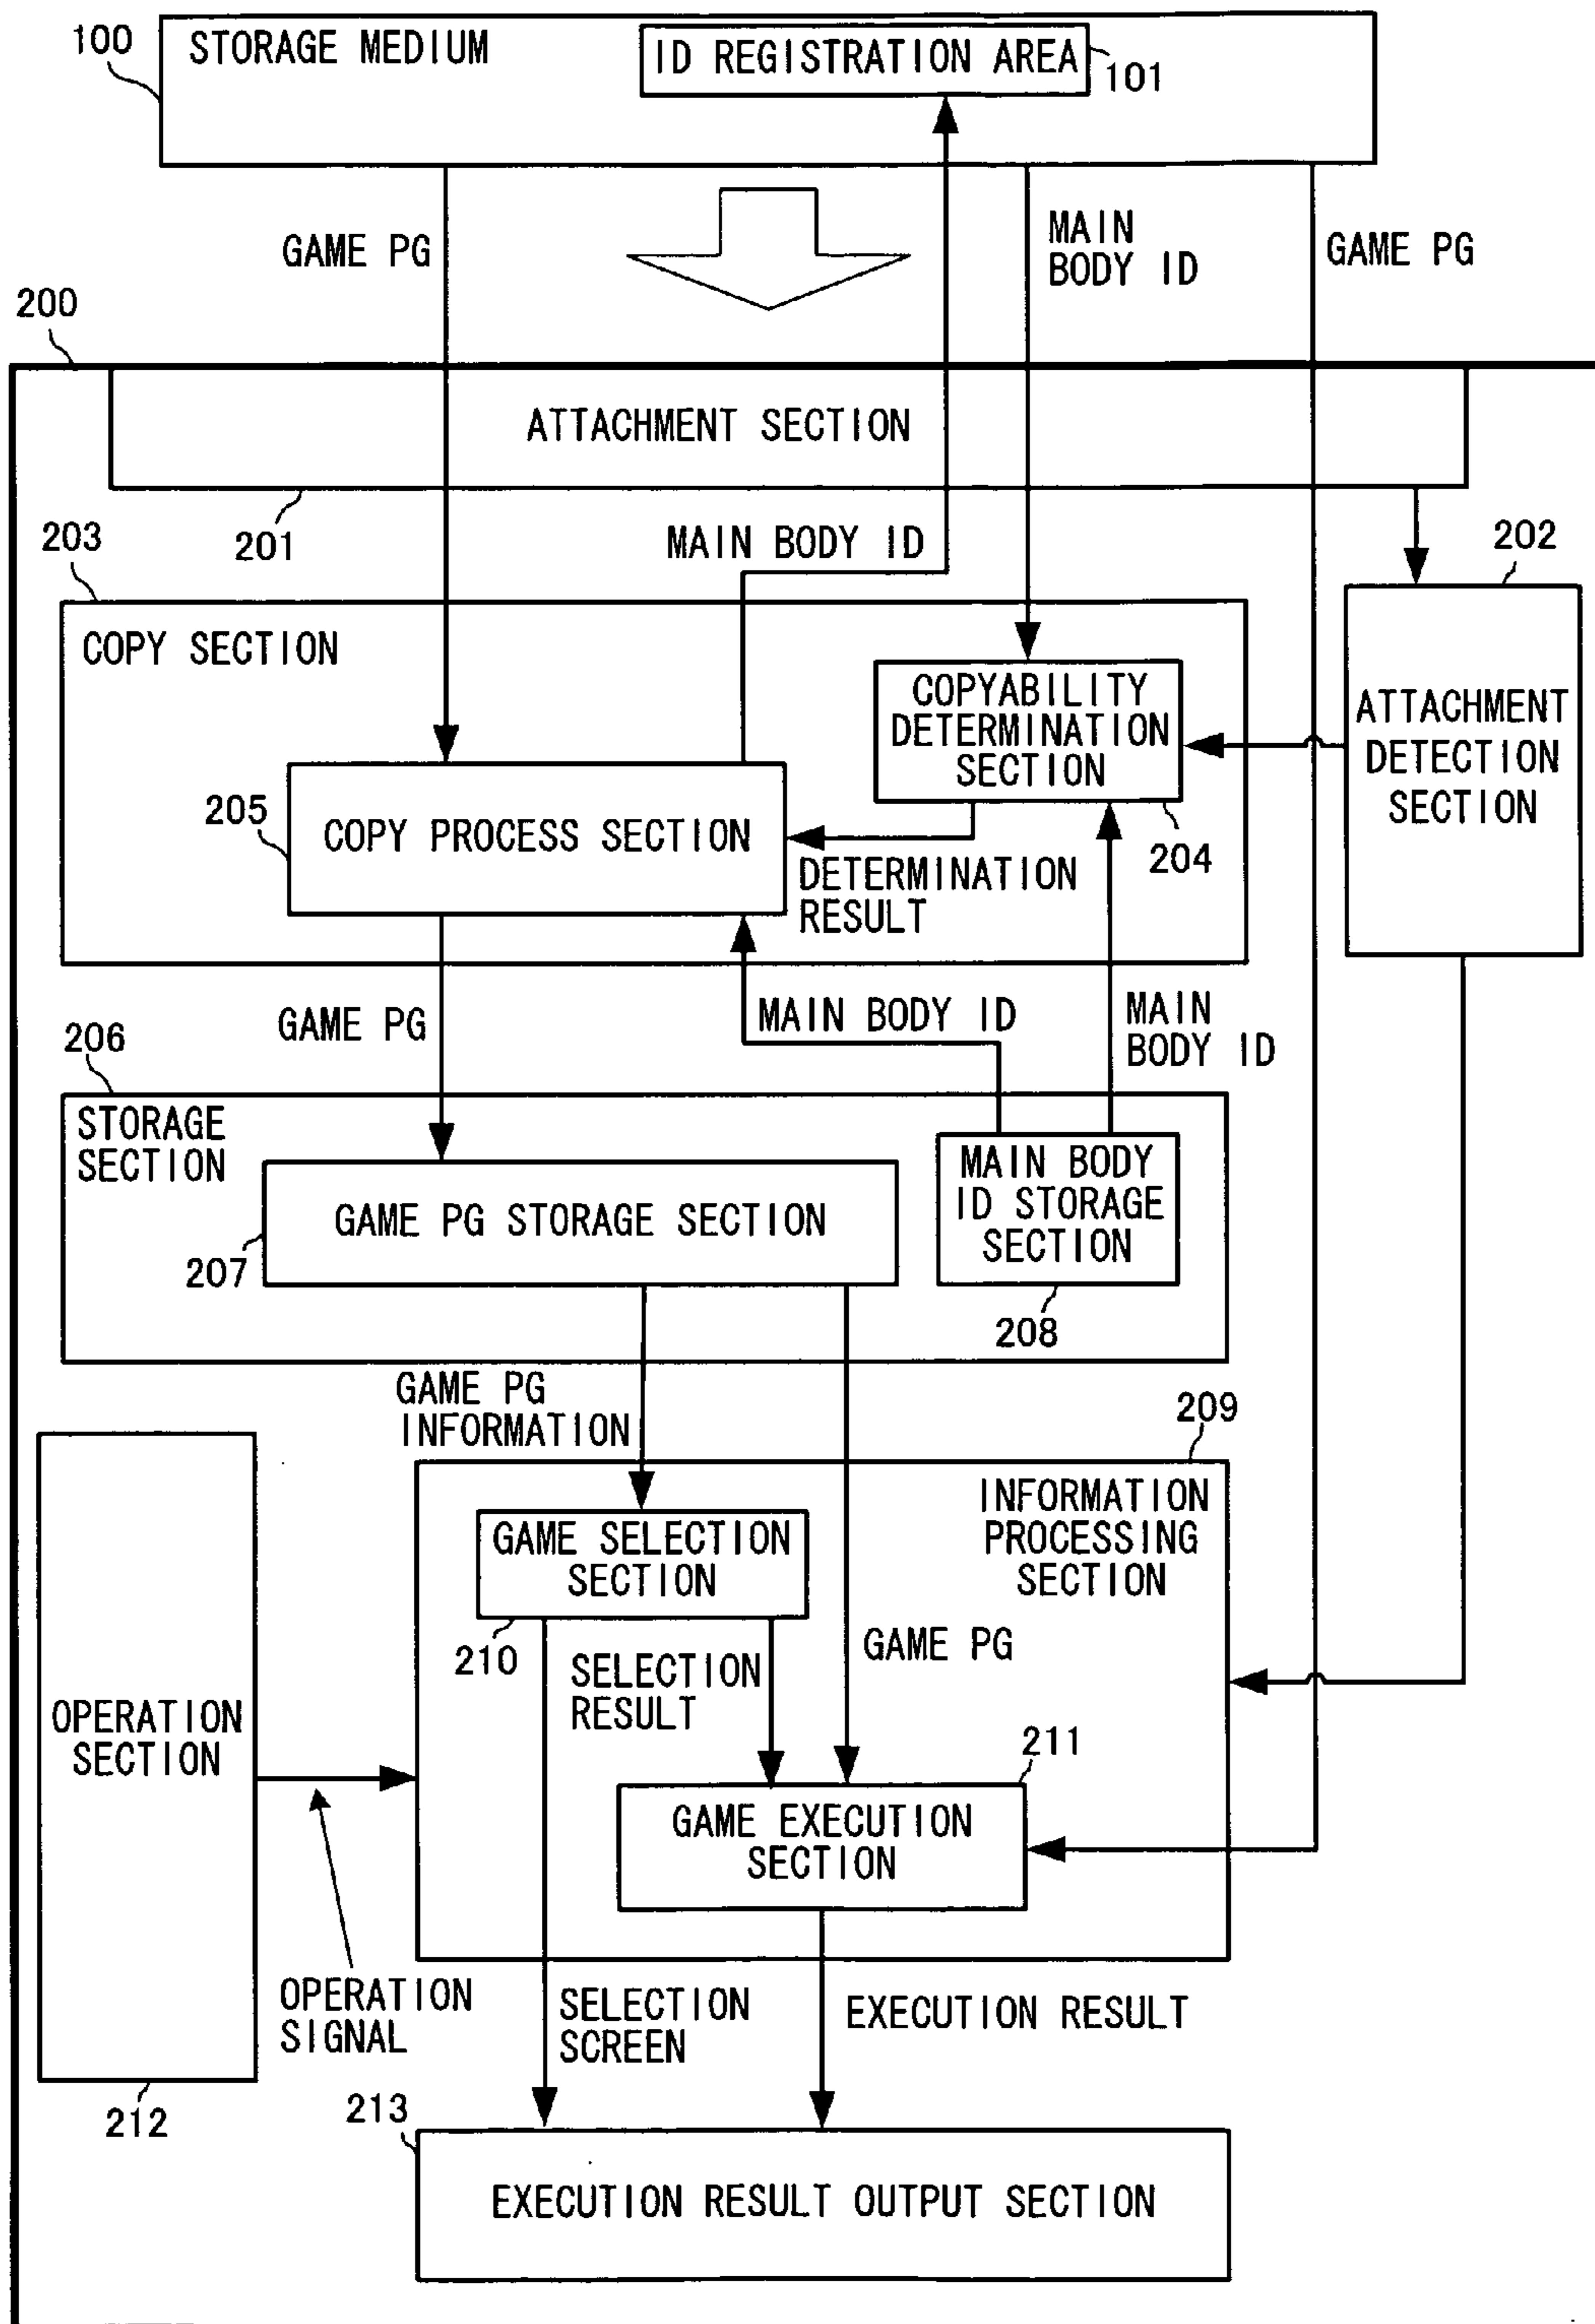 100
STORAGE MEDIUM
ID REGISTRATION AREA
101
GAME PG
MAIN
BODY ID
GAME PG
200
ATTACHMENT SECTION
201
203
MAIN BODY ID
202
COPY SECTION
COPYABILITY
DETERMINATION
SECTION
ATTACHMENT
DETECTION
SECTION
205
COPY PROCESS SECTION
204
DETERMINATION
RESULT
GAME PG
MAIN BODY ID
MAIN
BODY ID
206
STORAGE
SECTION
GAME PG STORAGE SECTION
207
MAIN BODY
ID STORAGE
SECTION
208
GAME PG
INFORMATION
209
INFORMATION
PROCESSING
SECTION
GAME SELECTION
SECTION
210
SELECTION
RESULT
GAME PG
OPERATION
SECTION
211
GAME EXECUTION
SECTION
OPERATION
SIGNAL
SELECTION
SCREEN
EXECUTION RESULT
212
213
EXECUTION RESULT OUTPUT SECTION